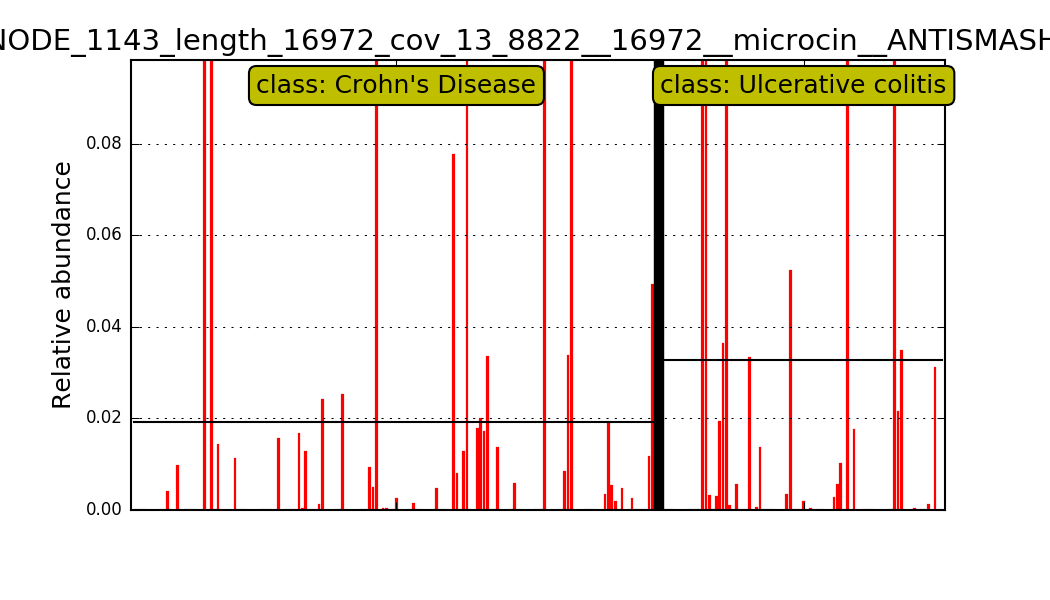 NODE_1143_length_16972_cov_13_8822__16972__microcin__ANTISMASH
class: Crohn's Disease
class: Ulcerative colitis
Relative abundance
0.08
0.06
0.04
0.02
0.00